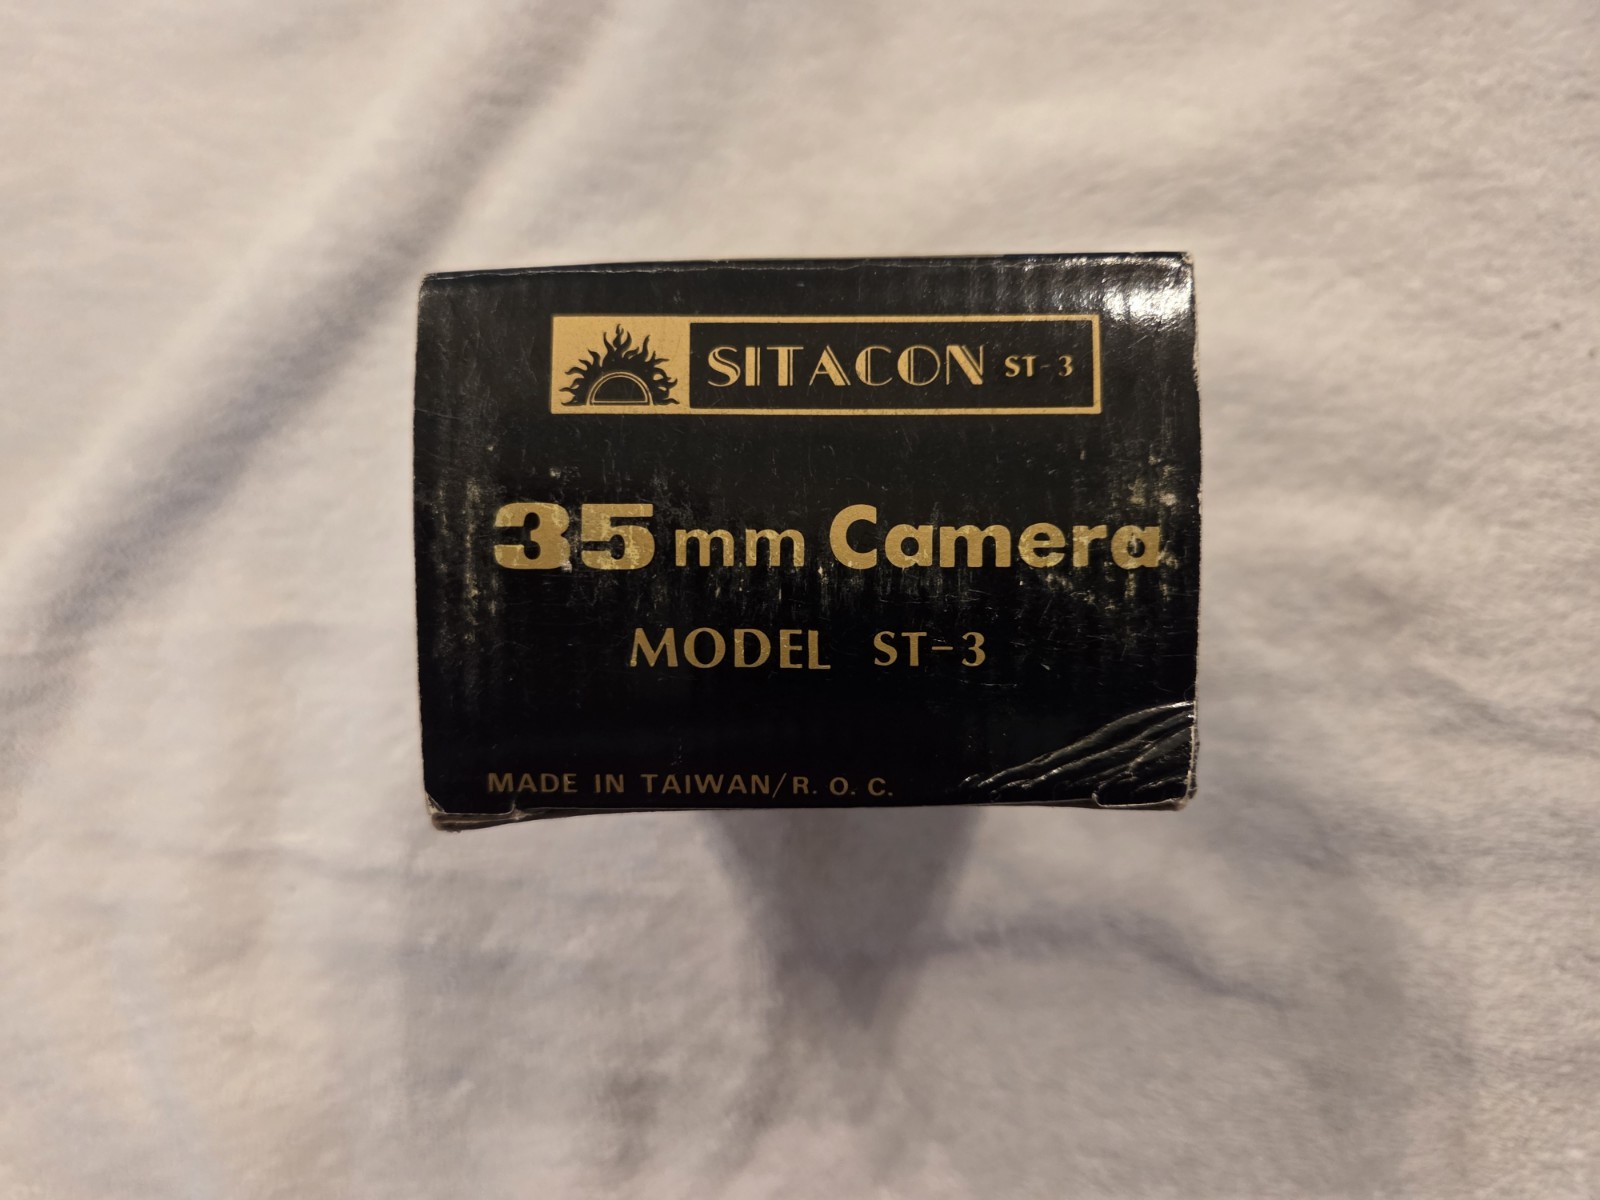 SITACON ST-3
35mm Camera
MODEL ST-3
MADE IN TAIWAN/R. O. C.